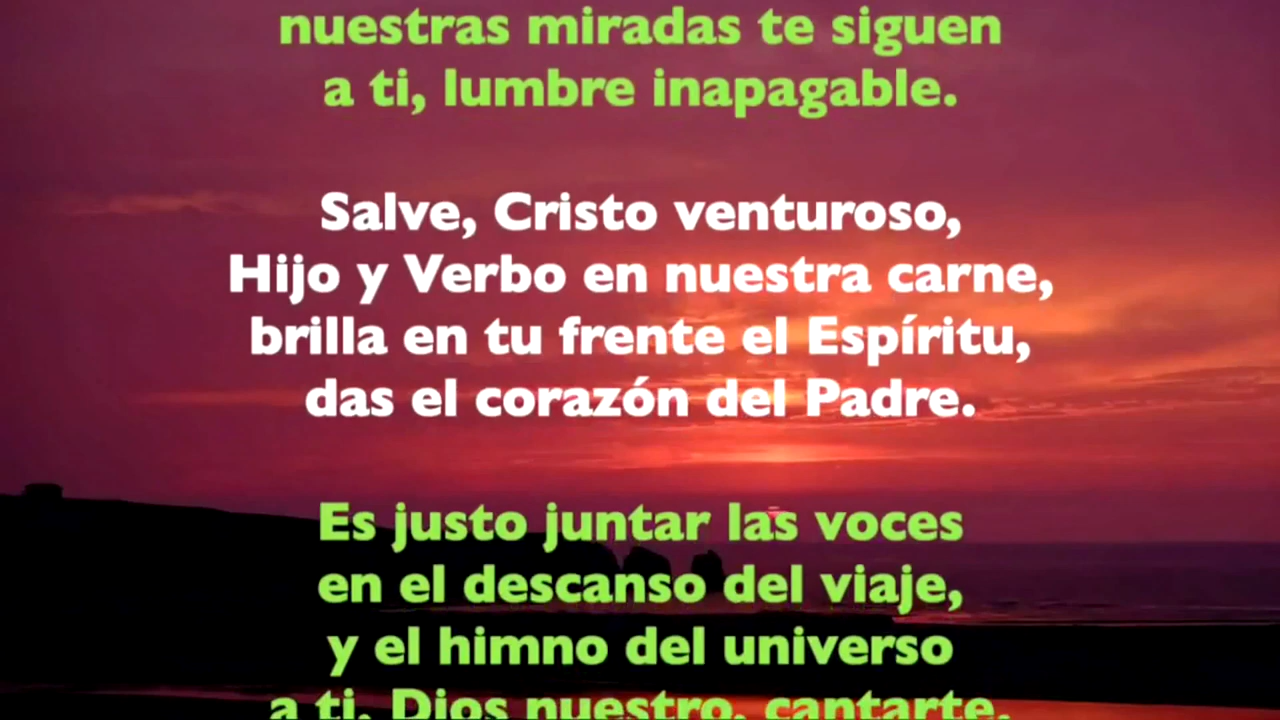 nuestras miradas te siguen
a ti, lumbre inapagable.
Salve, Cristo venturoso,
Hijo y Verbo en nuestra carne,
brilla en tu frente el Espíritu,
das el corazón del Padre.
Es justo juntar las voces
en el descanso del viaje,
y el himno del universo
a ti, Dios nuestro, cantarte.